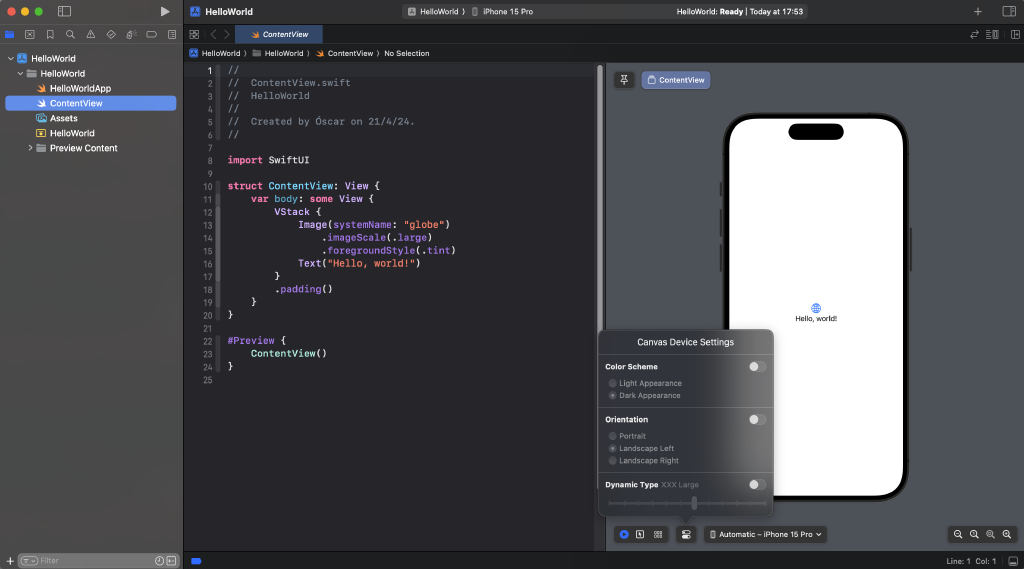 HelloWorld
HelloWorld ⟩ iPhone 15 Pro
HelloWorld: Ready | Today at 17:53
ContentView
HelloWorld ⟩ HelloWorld ⟩ ContentView ⟩ No Selection
HelloWorld
HelloWorld
HelloWorldApp
ContentView
Assets
HelloWorld
Preview Content
Filter
1 //
2 //  ContentView.swift
3 //  HelloWorld
4 //
5 //  Created by Óscar on 21/4/24.
6 //
7
8 import SwiftUI
9
10 struct ContentView: View {
11     var body: some View {
12         VStack {
13             Image(systemName: "globe")
14                 .imageScale(.large)
15                 .foregroundStyle(.tint)
16             Text("Hello, world!")
17         }
18         .padding()
19     }
20 }
21
22 #Preview {
23     ContentView()
24 }
25
ContentView
Hello, world!
Canvas Device Settings
Color Scheme
Light Appearance
Dark Appearance
Orientation
Portrait
Landscape Left
Landscape Right
Dynamic Type XXX Large
Automatic – iPhone 15 Pro
Line: 1 Col: 1